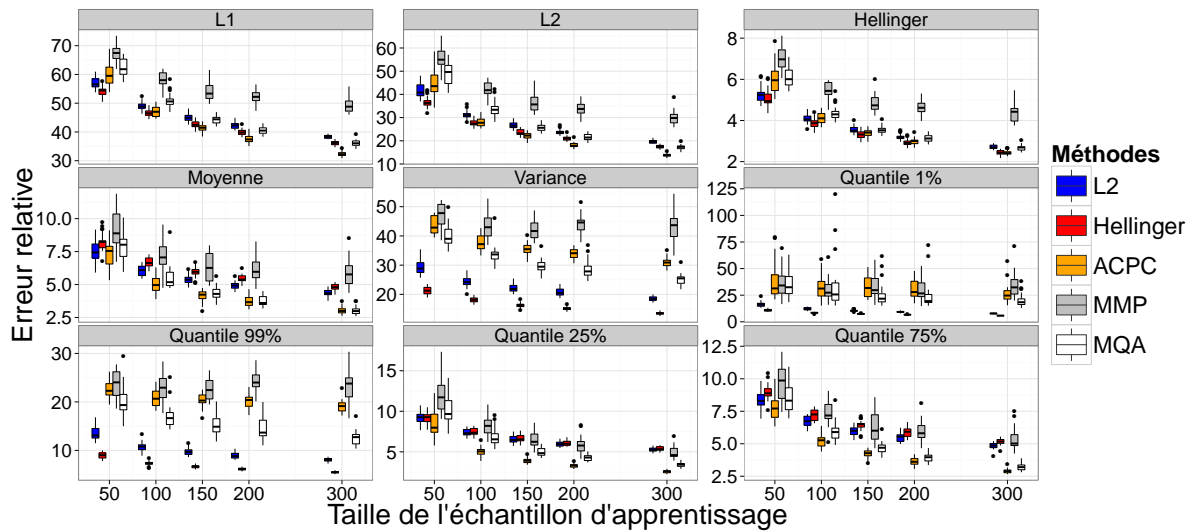 L1
L2
Hellinger
70
60
50
40
30
60
50
40
30
20
10
8
6
4
2
Moyenne
Variance
Quantile 1%
10.0
7.5
5.0
2.5
50
40
30
20
125
100
75
50
25
0
Quantile 99%
Quantile 25%
Quantile 75%
30
20
10
15
10
5
12.5
10.0
7.5
5.0
2.5
50 100 150 200 300
50 100 150 200 300
50 100 150 200 300
Erreur relative
Taille de l'échantillon d'apprentissage
Méthodes
L2
Hellinger
ACPC
MMP
MQA